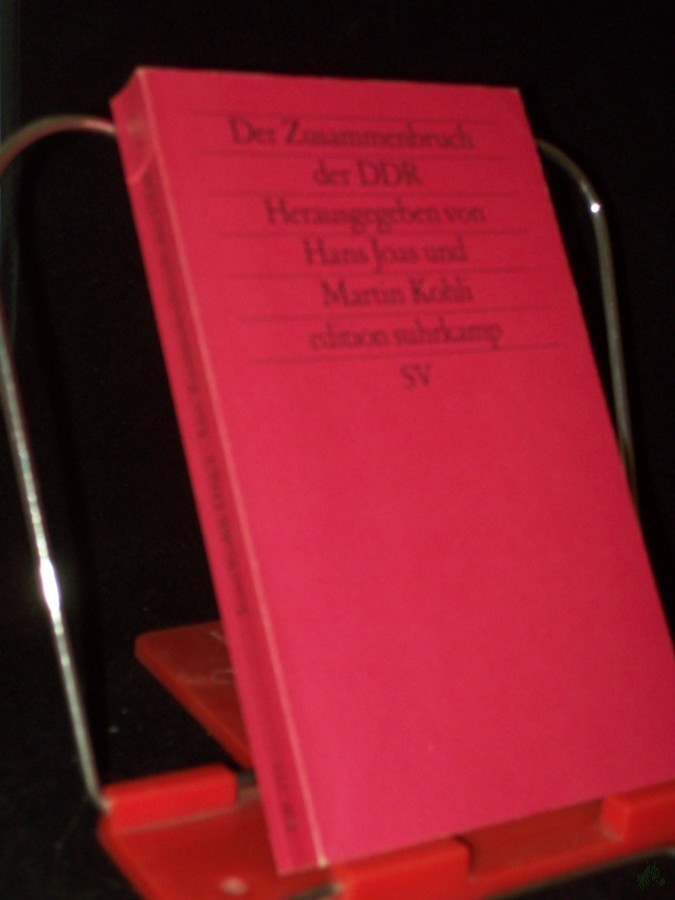 Der Zusammenbruch
der DDR
Herausgegeben von
Hans Joas und
Martin Kohli
edition suhrkamp
SV